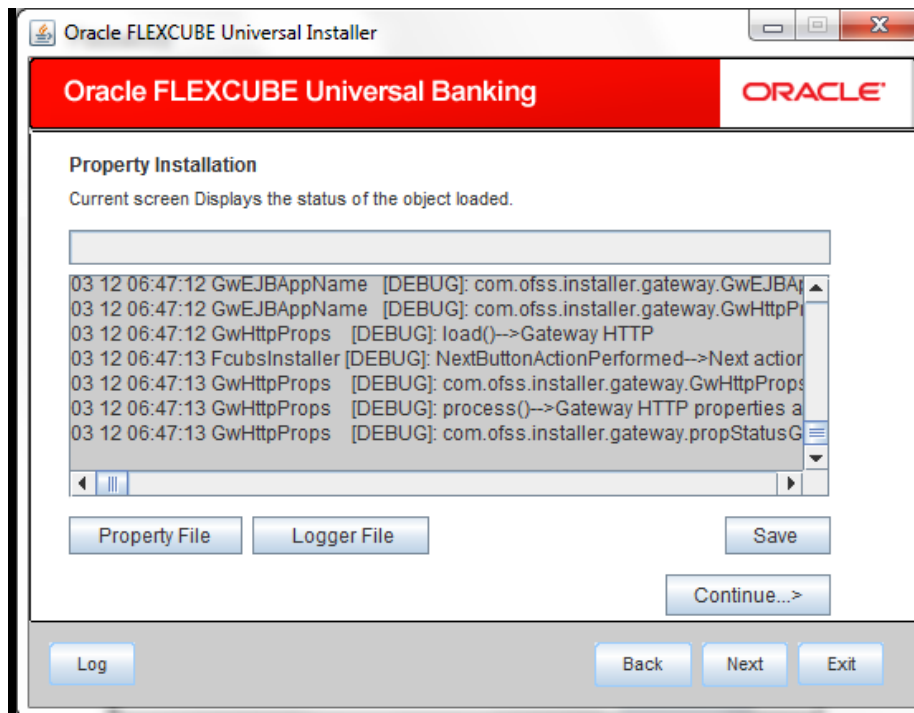 Oracle FLEXCUBE Universal Installer
Oracle FLEXCUBE Universal Banking
ORACLE
Property Installation
Current screen Displays the status of the object loaded.
03 12 06:47:12 GwEJBAppName [DEBUG]: com.ofss.installer.gateway.GwEJBAp
03 12 06:47:12 GwEJBAppName [DEBUG]: com.ofss.installer.gateway.GwHttpPr
03 12 06:47:12 GwHttpProps [DEBUG]: load()-->Gateway HTTP
03 12 06:47:13 FcubsInstaller [DEBUG]: NextButtonActionPerformed-->Next action
03 12 06:47:13 GwHttpProps [DEBUG]: com.ofss.installer.gateway.GwHttpProps
03 12 06:47:13 GwHttpProps [DEBUG]: process()-->Gateway HTTP properties a
03 12 06:47:13 GwHttpProps [DEBUG]: com.ofss.installer.gateway.propStatusG
Property File Logger File Save
Continue...>
Log Back Next Exit